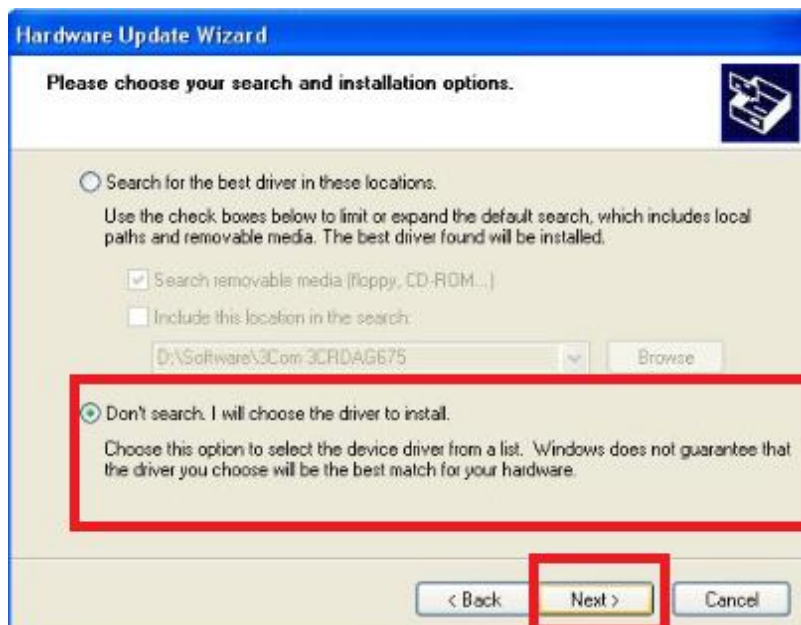 Hardware Update Wizard
Please choose your search and installation options.
Search for the best driver in these locations.
Use the check boxes below to limit or expand the default search, which includes local
paths and removable media. The best driver found will be installed.
Search removable media (floppy, CD-ROM...)
Include this location in the search:
D:\Software\3Com 3CRDAG675
Browse
Don't search. I will choose the driver to install.
Choose this option to select the device driver from a list. Windows does not guarantee that
the driver you choose will be the best match for your hardware.
< Back
Next >
Cancel